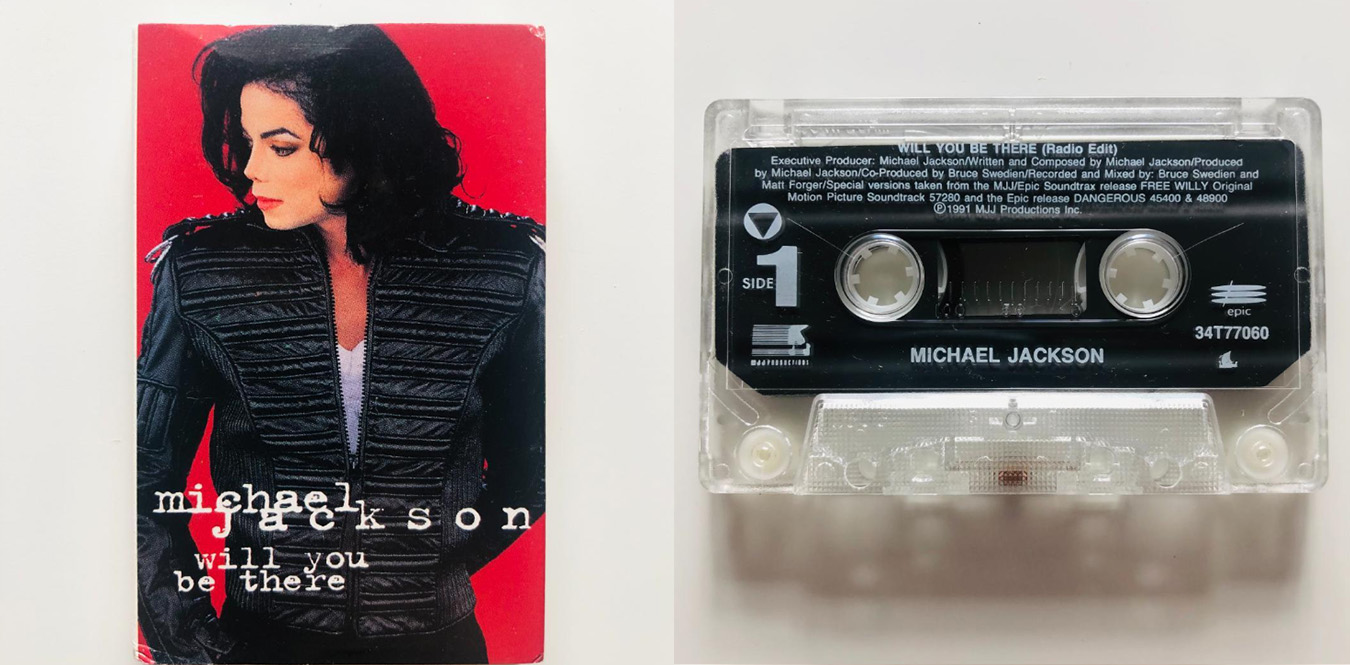 michael
jackson
will you
be there
WILL YOU BE THERE (Radio Edit)
Executive Producer: Michael Jackson/Written and Composed by Michael Jackson/Produced
by Michael Jackson/Co-Produced by Bruce Swedien/Recorded and Mixed by: Bruce Swedien and
Matt Forger/Special versions taken from the MJJ/Epic Soundtrax release FREE WILLY Original
Motion Picture Soundtrack 57280 and the Epic release DANGEROUS 45400 & 48900
℗1991 MJJ Productions Inc.
SIDE 1
epic
34T77060
MJJ PRODUCTIONS
MICHAEL JACKSON